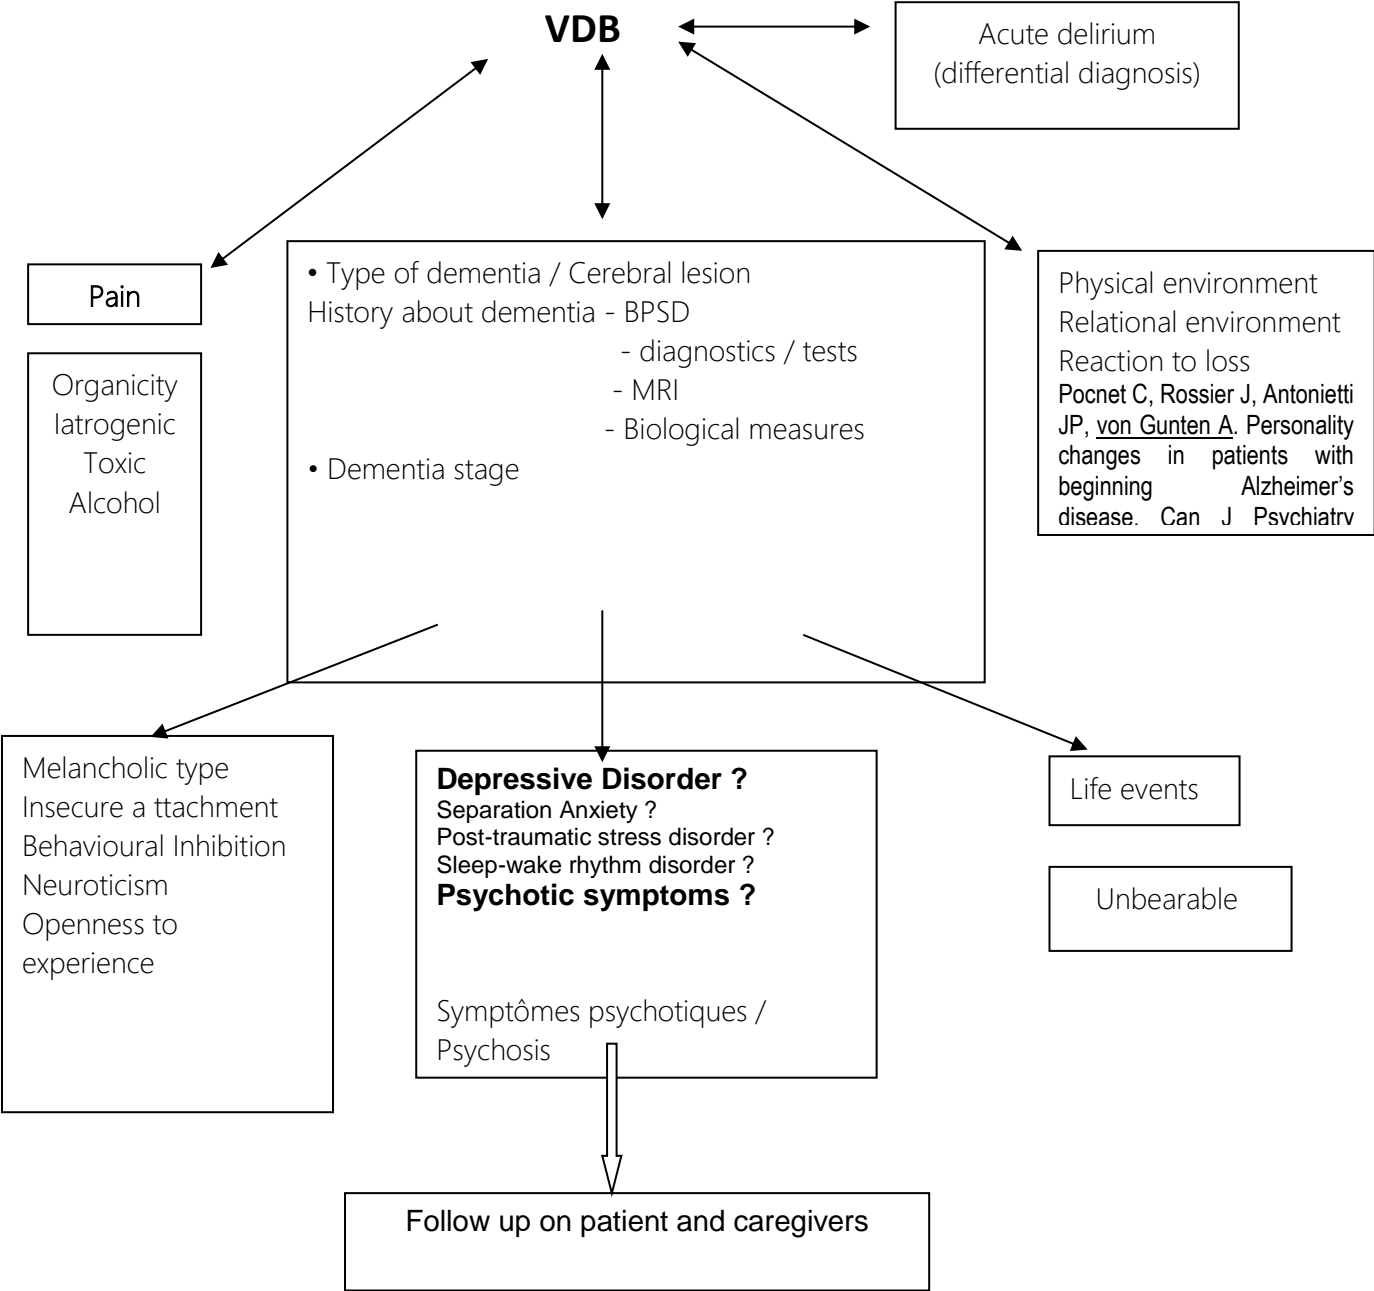 VDB
Acute delirium
(differential diagnosis)
Pain
Organicity
Iatrogenic
Toxic
Alcohol
• Type of dementia / Cerebral lesion
History about dementia - BPSD
- diagnostics / tests
- MRI
- Biological measures
• Dementia stage
Physical environment
Relational environment
Reaction to loss
Pocnet C, Rossier J, Antonietti
JP, von Gunten A. Personality
changes in patients with
beginning Alzheimer's
disease. Can J Psychiatry
Melancholic type
Insecure a ttachment
Behavioural Inhibition
Neuroticism
Openness to
experience
Depressive Disorder ?
Separation Anxiety ?
Post-traumatic stress disorder ?
Sleep-wake rhythm disorder ?
Psychotic symptoms ?
Symptômes psychotiques /
Psychosis
Life events
Unbearable
Follow up on patient and caregivers